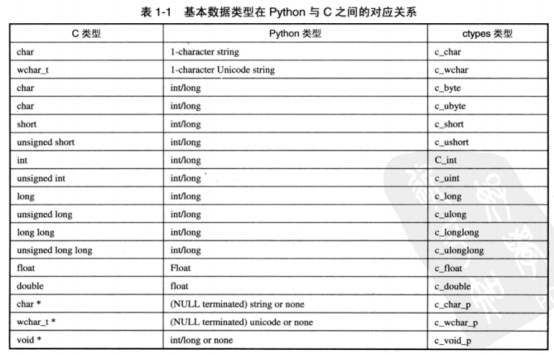 表 1-1 基本数据类型在 Python 与 C 之间的对应关系
C 类型 Python 类型 ctypes 类型
char 1-character string c_char
wchar_t 1-character Unicode string c_wchar
char int/long c_byte
char int/long c_ubyte
short int/long c_short
unsigned short int/long c_ushort
int int/long C_int
unsigned int int/long c_uint
long int/long c_long
unsigned long int/long c_ulong
long long int/long c_longlong
unsigned long long int/long c_ulonglong
float Float c_float
double float c_double
char * (NULL terminated) string or none c_char_p
wchar_t * (NULL terminated) unicode or none c_wchar_p
void * int/long or none c_void_p